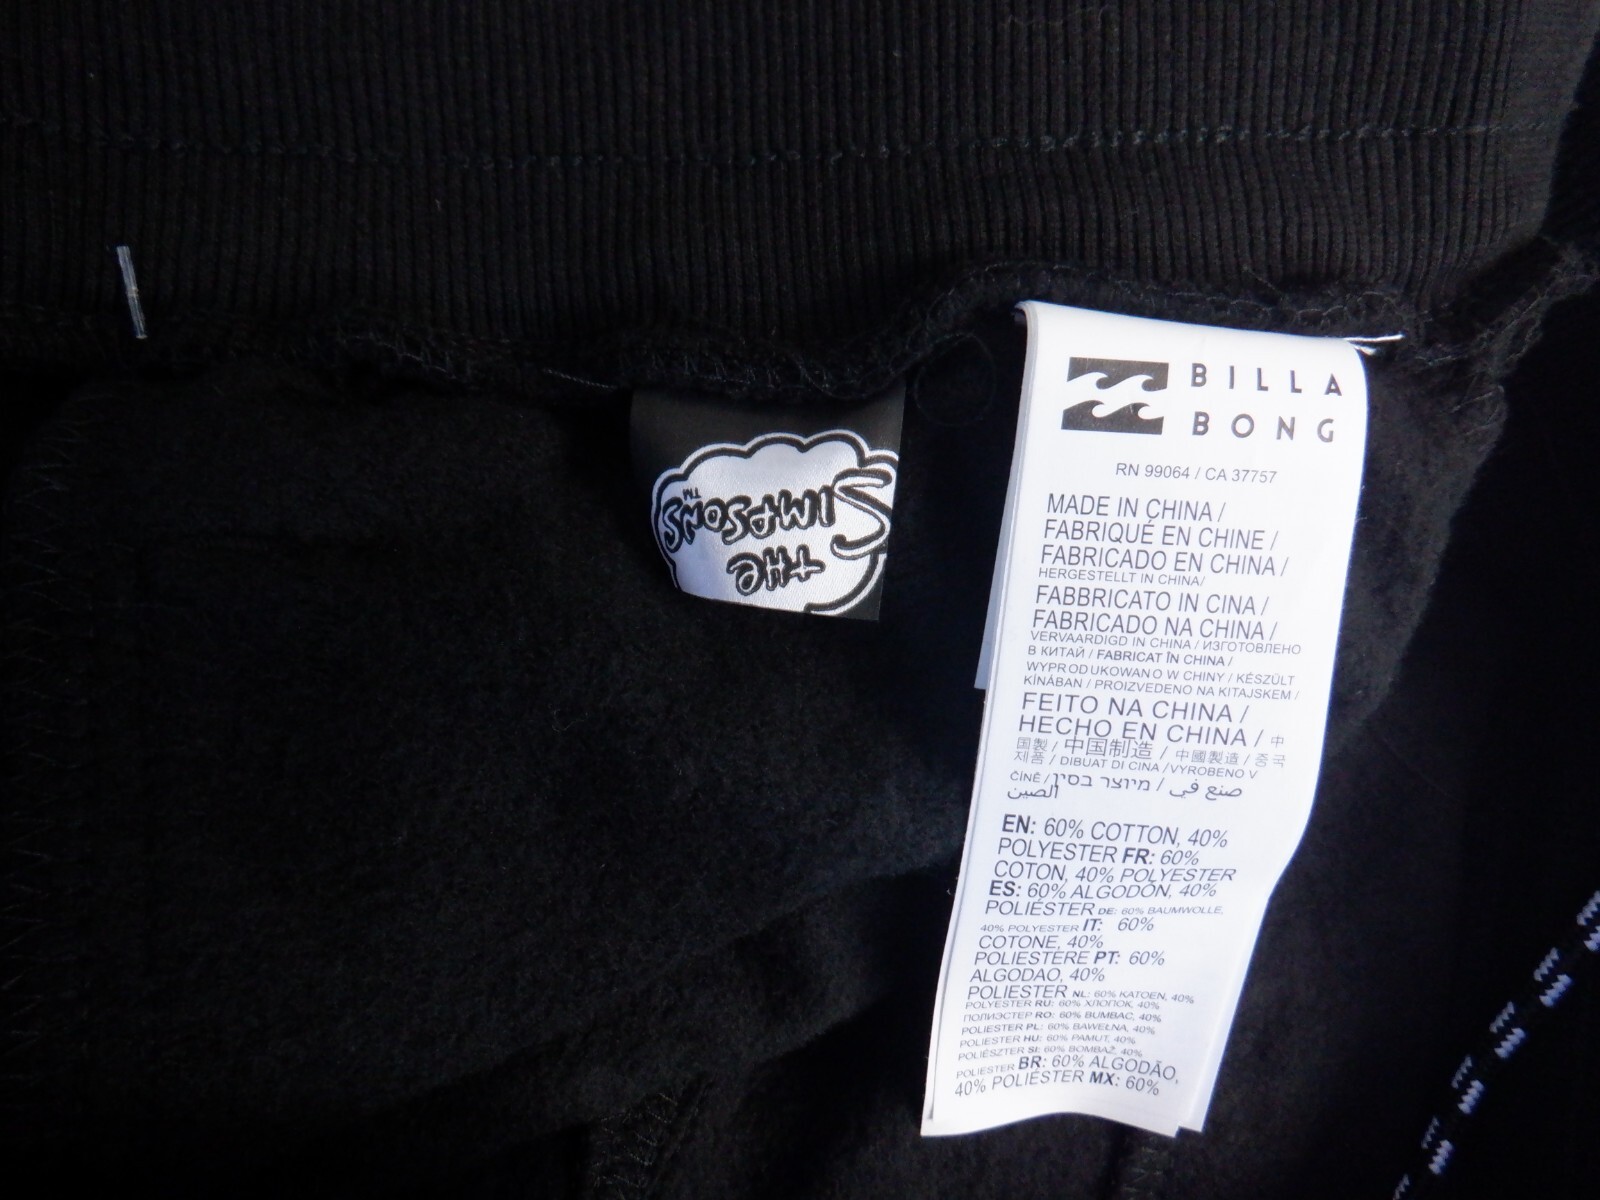 THE
SIMPSONS™
BILLA
BONG
RN 99064 / CA 37757
MADE IN CHINA /
FABRIQUÉ EN CHINE /
FABRICADO EN CHINA /
HERGESTELLT IN CHINA/
FABBRICATO IN CINA /
FABRICADO NA CHINA /
VERVAARDIGD IN CHINA / ИЗГОТОВЛЕНО
В КИТАЙ / FABRICAT ÎN CHINA /
WYPRODUKOWANO W CHINY / KÉSZÜLT
KÍNÁBAN / PROIZVEDENO NA KITAJSKEM /
FEITO NA CHINA /
HECHO EN CHINA / 中
国製 / 中国制造 / 中國製造 / 중국
제품 / DIBUAT DI CINA /VYROBENO V
ČÍNĚ / מיוצר בסין / صنع في
الصين
EN: 60% COTTON, 40%
POLYESTER FR: 60%
COTON, 40% POLYESTER
ES: 60% ALGODÓN, 40%
POLIÉSTER DE: 60% BAUMWOLLE,
40% POLYESTER IT: 60%
COTONE, 40%
POLIESTERE PT: 60%
ALGODAO, 40%
POLIESTER NL: 60% KATOEN, 40%
POLYESTER RU: 60% ХЛОПОК, 40%
ПОЛИЭСТЕР RO: 60% BUMBAC, 40%
POLIESTER PL: 60% BAWEŁNA, 40%
POLIESTER HU: 60% PAMUT, 40%
POLIÉSZTER SI: 60% BOMBAŽ, 40%
POLIESTER BR: 60% ALGODÃO,
40% POLIÉSTER MX: 60%